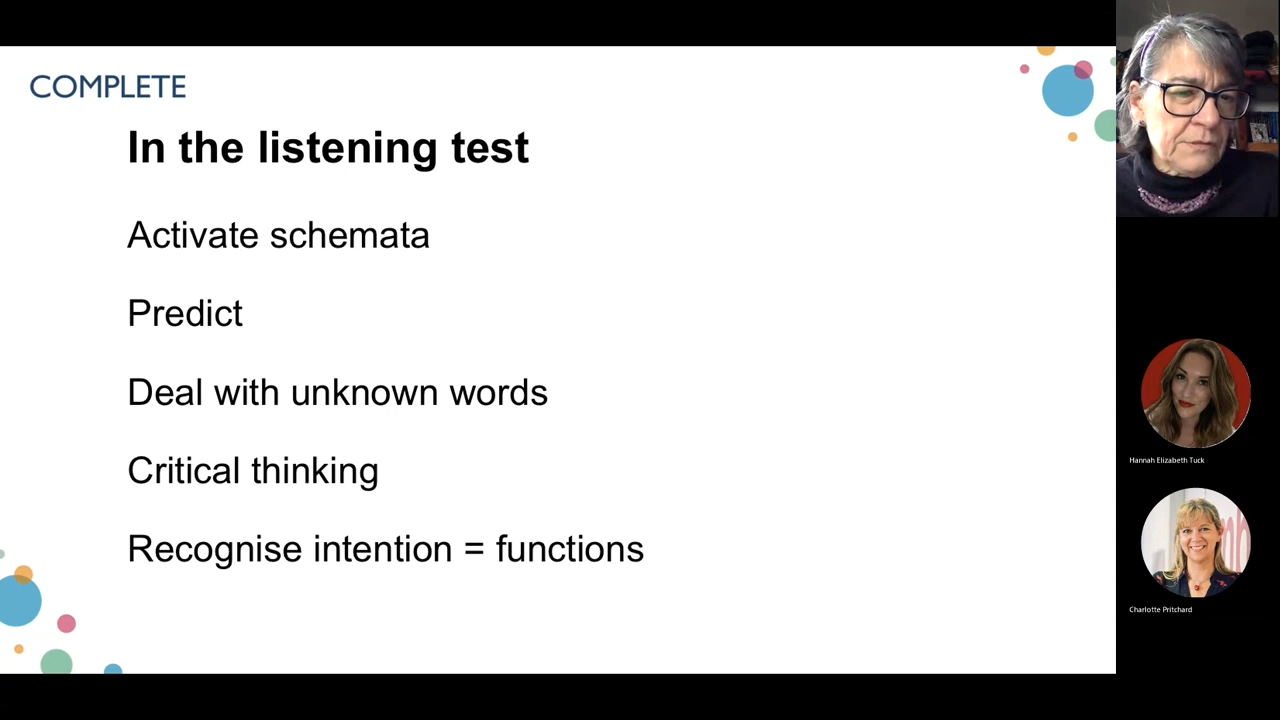 COMPLETE
In the listening test
Activate schemata
Predict
Deal with unknown words
Critical thinking
Recognise intention = functions
Hannah Elizabeth Tuck
Charlotte Pritchard